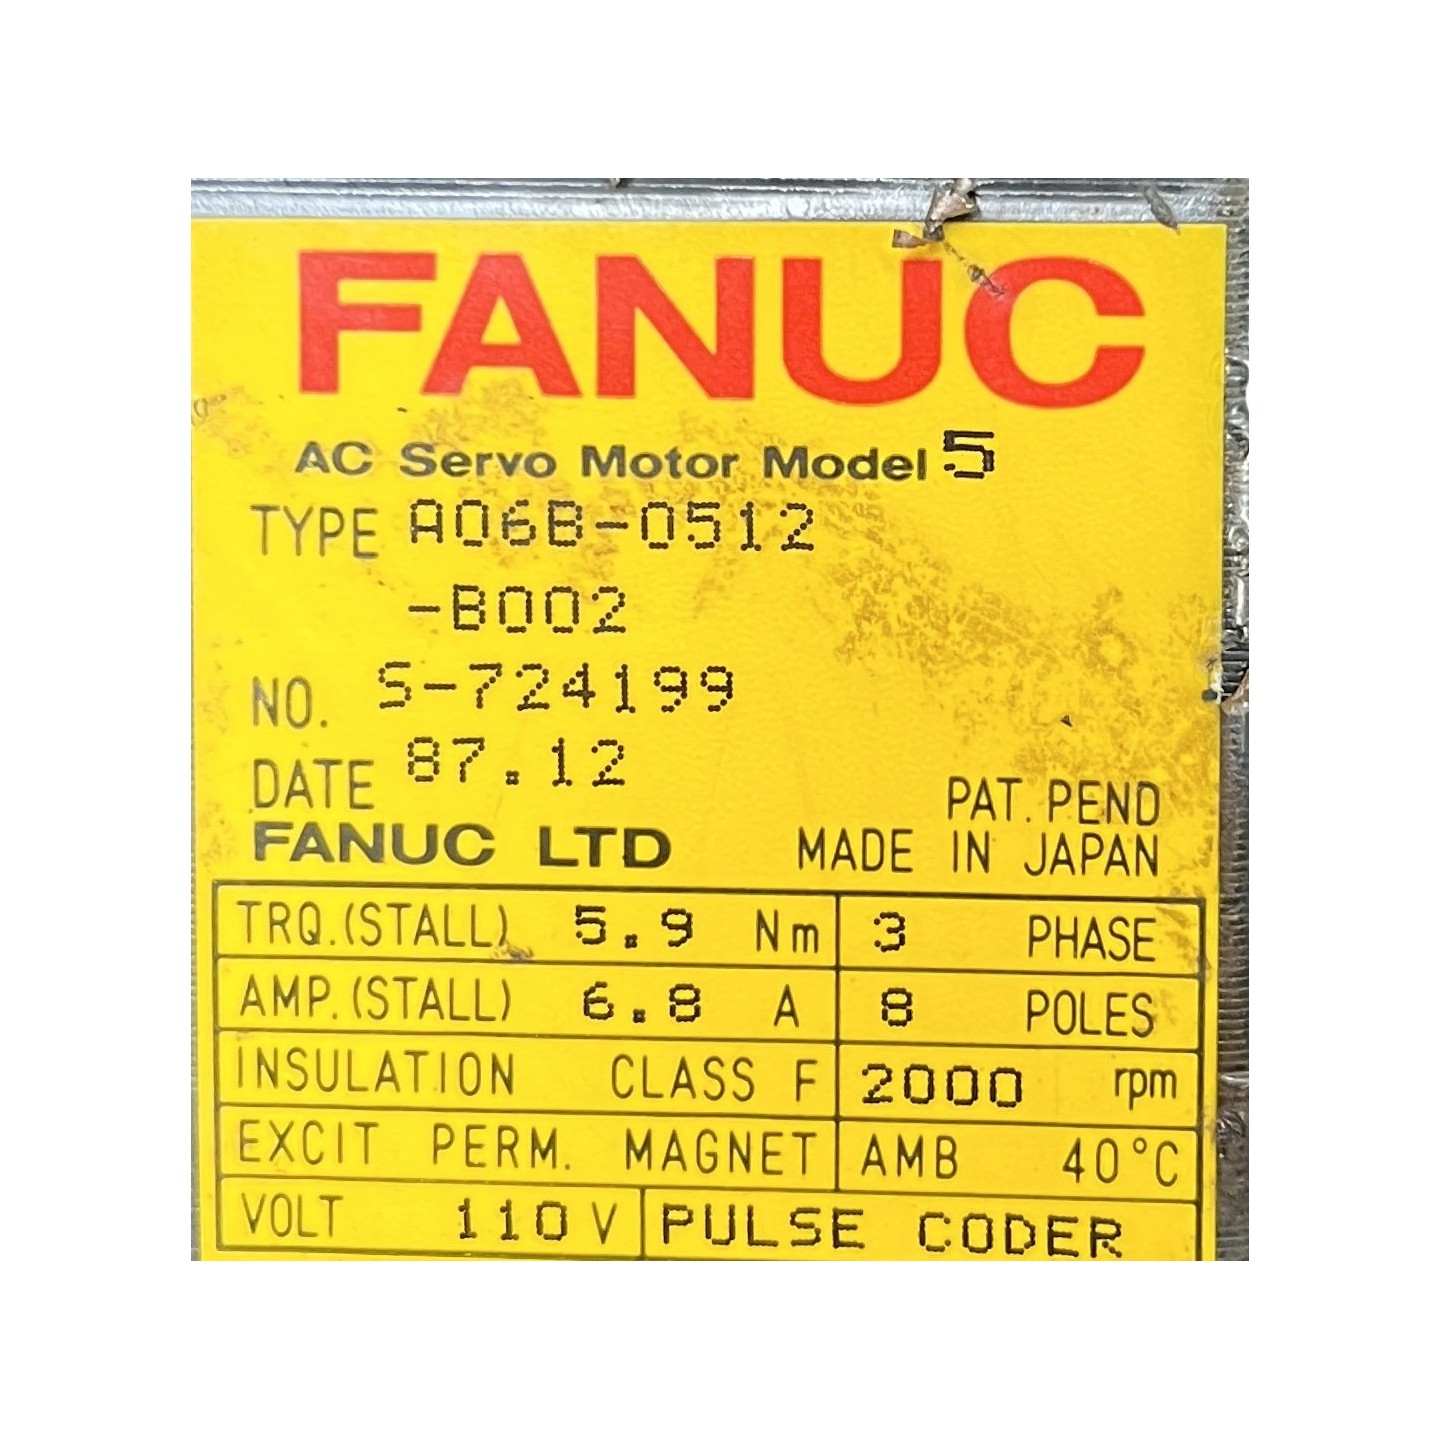 FANUC
AC Servo Motor Model 5
TYPE A06B-0512
-B002
NO. S-724199
DATE 87.12
PAT. PEND
FANUC LTD MADE IN JAPAN
TRQ.(STALL) 5.9 Nm 3 PHASE
AMP.(STALL) 6.8 A 8 POLES
INSULATION CLASS F 2000 rpm
EXCIT PERM. MAGNET AMB 40°C
VOLT 110 V PULSE CODER